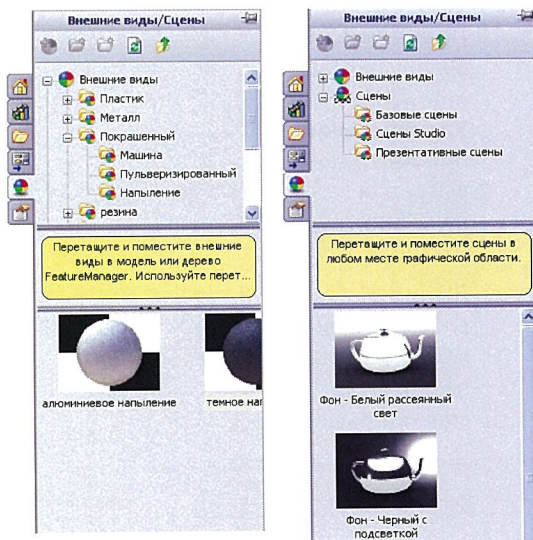 Внешние виды/Сцены
Внешние виды
Пластик
Металл
Покрашенный
Машина
Пульверизированный
Напыление
резина
Перетащите и поместите внешние
виды в модель или дерево
FeatureManager. Используйте перет...
алюминиевое напыление
темное нап
Внешние виды/Сцены
Внешние виды
Сцены
Базовые сцены
Сцены Studio
Презентативные сцены
Перетащите и поместите сцены в
любом месте графической области.
Фон - Белый рассеянный
свет
Фон - Черный с
подсветкой